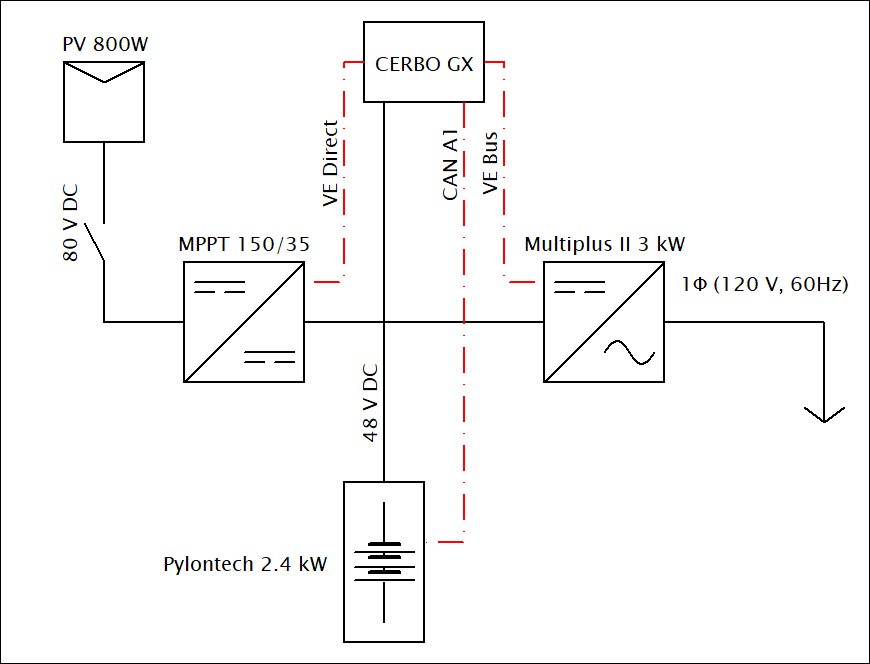 PV 800W
CERBO GX
VE Direct
CAN A1
VE Bus
80 V DC
MPPT 150/35
Multiplus II 3 kW
1Φ (120 V, 60Hz)
48 V DC
Pylontech 2.4 kW